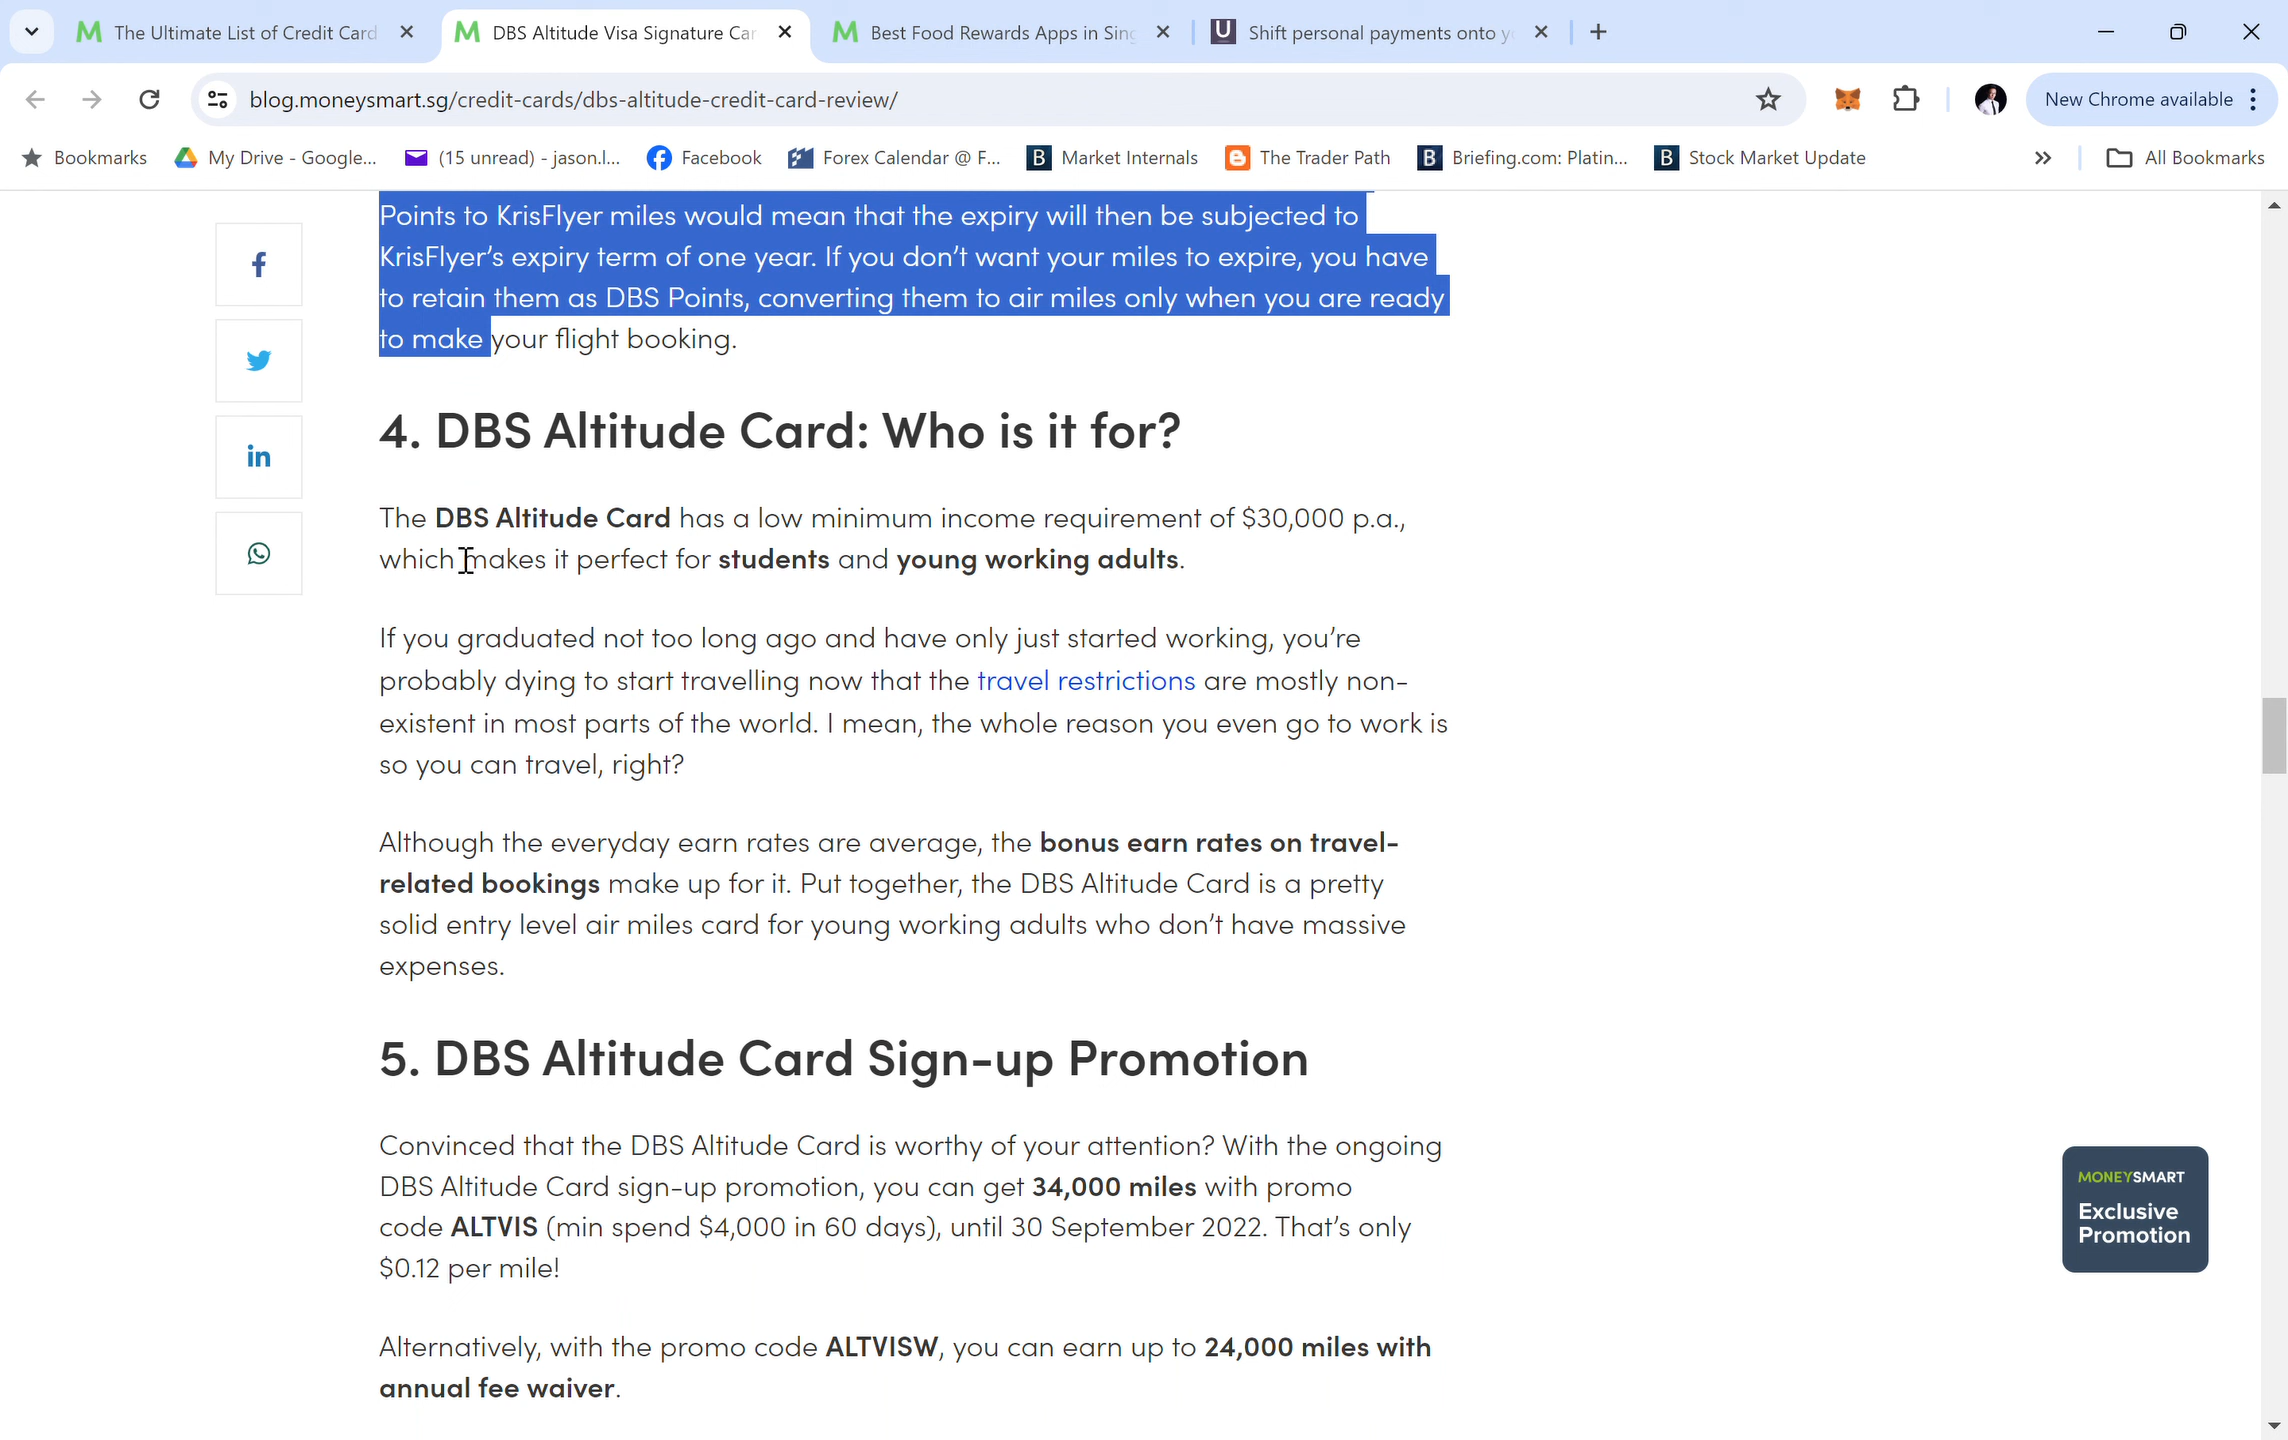 The Ultimate List of Credit Card
DBS Altitude Visa Signature Car
Best Food Rewards Apps in Sing
Shift personal payments onto yo
blog.moneysmart.sg/credit-cards/dbs-altitude-credit-card-review/
New Chrome available
Bookmarks
My Drive - Google...
(15 unread) - jason.l...
Facebook
Forex Calendar @ F...
Market Internals
The Trader Path
Briefing.com: Platin...
Stock Market Update
All Bookmarks
Points to KrisFlyer miles would mean that the expiry will then be subjected to
KrisFlyer’s expiry term of one year. If you don’t want your miles to expire, you have
to retain them as DBS Points, converting them to air miles only when you are ready
to make your flight booking.
4. DBS Altitude Card: Who is it for?
The DBS Altitude Card has a low minimum income requirement of $30,000 p.a.,
which makes it perfect for students and young working adults.
If you graduated not too long ago and have only just started working, you’re
probably dying to start travelling now that the travel restrictions are mostly non-
existent in most parts of the world. I mean, the whole reason you even go to work is
so you can travel, right?
Although the everyday earn rates are average, the bonus earn rates on travel-
related bookings make up for it. Put together, the DBS Altitude Card is a pretty
solid entry level air miles card for young working adults who don’t have massive
expenses.
5. DBS Altitude Card Sign-up Promotion
Convinced that the DBS Altitude Card is worthy of your attention? With the ongoing
DBS Altitude Card sign-up promotion, you can get 34,000 miles with promo
code ALTVIS (min spend $4,000 in 60 days), until 30 September 2022. That’s only
$0.12 per mile!
Alternatively, with the promo code ALTVISW, you can earn up to 24,000 miles with
annual fee waiver.
MONEYSMART
Exclusive
Promotion